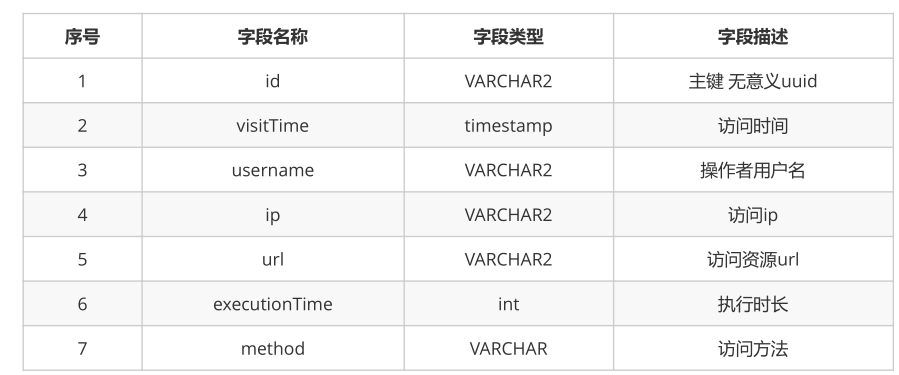 序号 字段名称 字段类型 字段描述
1 id VARCHAR2 主键 无意义uuid
2 visitTime timestamp 访问时间
3 username VARCHAR2 操作者用户名
4 ip VARCHAR2 访问ip
5 url VARCHAR2 访问资源url
6 executionTime int 执行时长
7 method VARCHAR 访问方法